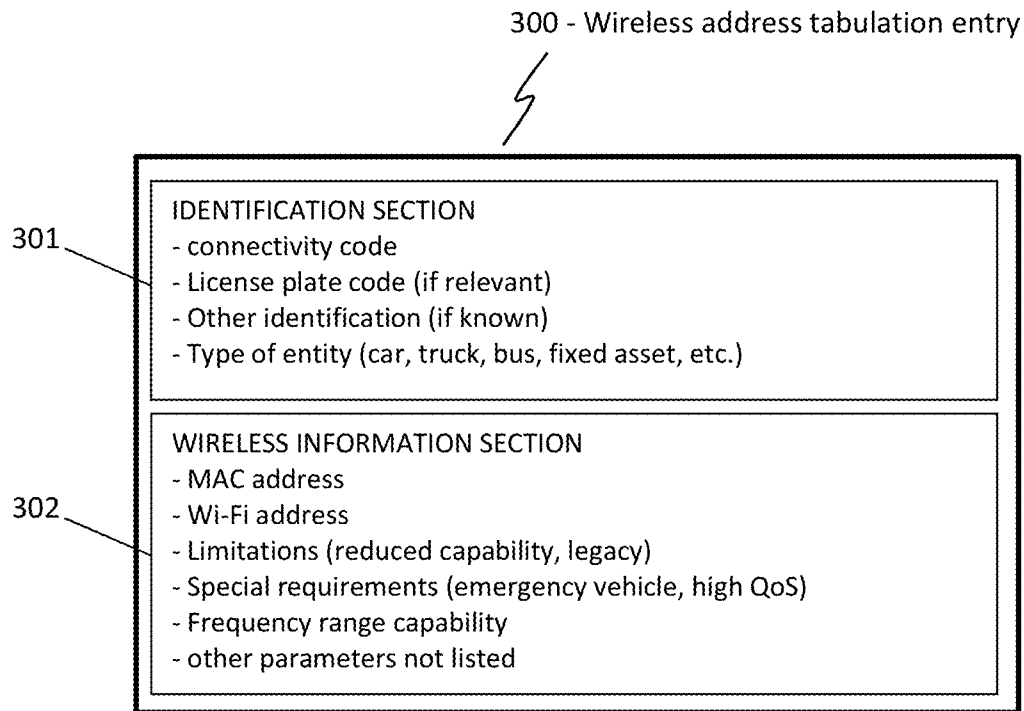 300 - Wireless address tabulation entry
301
IDENTIFICATION SECTION
- connectivity code
- License plate code (if relevant)
- Other identification (if known)
- Type of entity (car, truck, bus, fixed asset, etc.)
302
WIRELESS INFORMATION SECTION
- MAC address
- Wi-Fi address
- Limitations (reduced capability, legacy)
- Special requirements (emergency vehicle, high QoS)
- Frequency range capability
- other parameters not listed